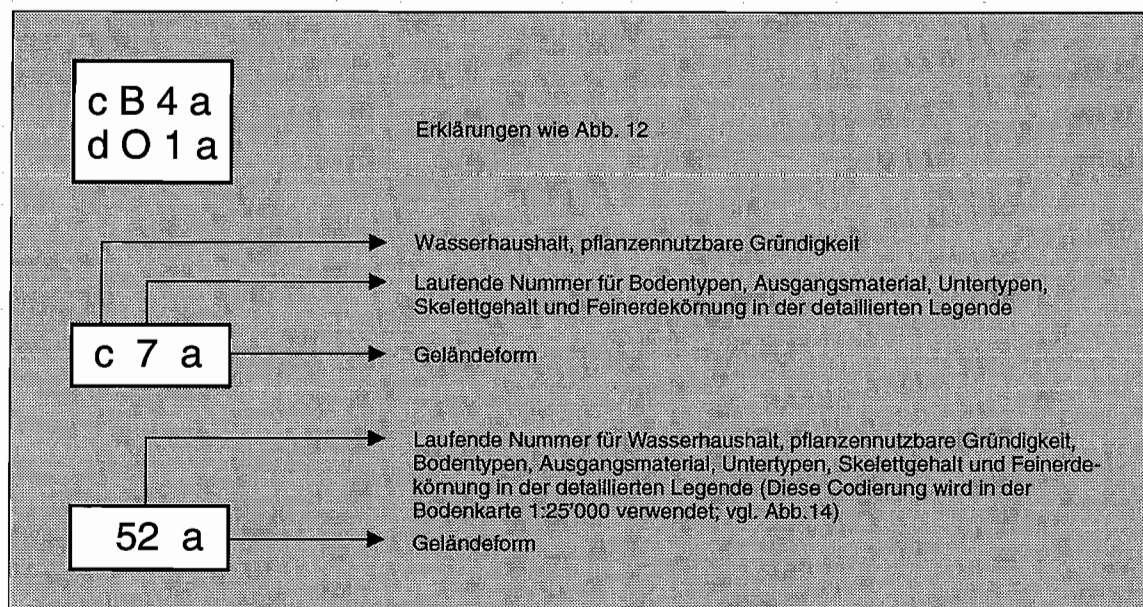 c B 4 a
d O 1 a
Erklärungen wie Abb. 12
Wasserhaushalt, pflanzennutzbare Gründigkeit
Laufende Nummer für Bodentypen, Ausgangsmaterial, Untertypen,
Skelettgehalt und Feinerdekörnung in der detaillierten Legende
c 7 a
Geländeform
Laufende Nummer für Wasserhaushalt, pflanzennutzbare Gründigkeit,
Bodentypen, Ausgangsmaterial, Untertypen, Skelettgehalt und Feinerde-
körnung in der detaillierten Legende (Diese Codierung wird in der
Bodenkarte 1:25'000 verwendet; vgl. Abb.14)
52 a
Geländeform